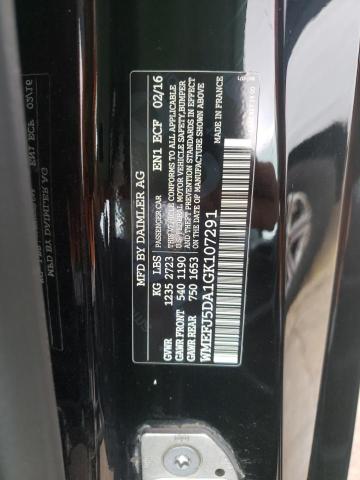 MFD BY DAIMLER AG EN1 ECF 02/16
KG LBS PASSENGER CAR
GVWR 1235 2723 THIS VEHICLE CONFORMS TO ALL APPLICABLE
GAWR FRONT 540 1190 US FEDERAL MOTOR VEHICLE SAFETY, BUMPER
GAWR REAR 750 1653 AND THEFT PREVENTION STANDARDS IN EFFECT
ON THE DATE OF MANUFACTURE SHOWN ABOVE
WMEFJ5DA1GK107291 MADE IN FRANCE